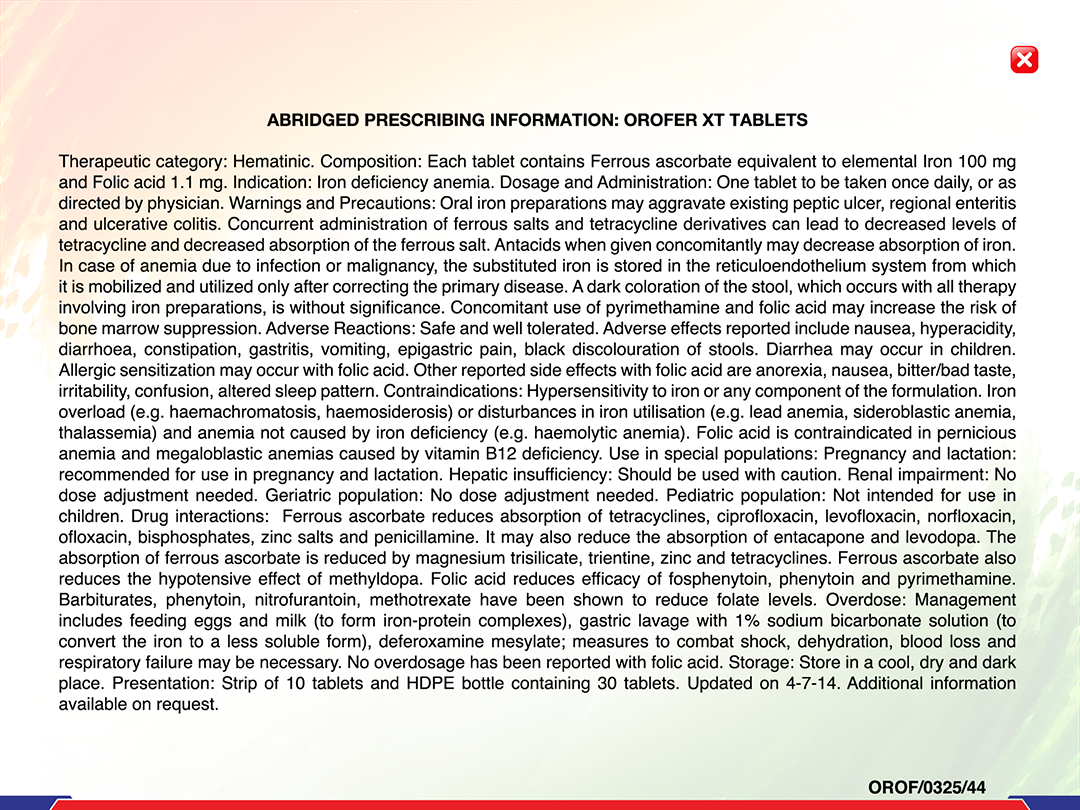 ABRIDGED PRESCRIBING INFORMATION: OROFER XT TABLETS
Therapeutic category: Hematinic. Composition: Each tablet contains Ferrous ascorbate equivalent to elemental Iron 100 mg
and Folic acid 1.1 mg. Indication: Iron deficiency anemia. Dosage and Administration: One tablet to be taken once daily, or as
directed by physician. Warnings and Precautions: Oral iron preparations may aggravate existing peptic ulcer, regional enteritis
and ulcerative colitis. Concurrent administration of ferrous salts and tetracycline derivatives can lead to decreased levels of
tetracycline and decreased absorption of the ferrous salt. Antacids when given concomitantly may decrease absorption of iron.
In case of anemia due to infection or malignancy, the substituted iron is stored in the reticuloendothelium system from which
it is mobilized and utilized only after correcting the primary disease. A dark coloration of the stool, which occurs with all therapy
involving iron preparations, is without significance. Concomitant use of pyrimethamine and folic acid may increase the risk of
bone marrow suppression. Adverse Reactions: Safe and well tolerated. Adverse effects reported include nausea, hyperacidity,
diarrhoea, constipation, gastritis, vomiting, epigastric pain, black discolouration of stools. Diarrhea may occur in children.
Allergic sensitization may occur with folic acid. Other reported side effects with folic acid are anorexia, nausea, bitter/bad taste,
irritability, confusion, altered sleep pattern. Contraindications: Hypersensitivity to iron or any component of the formulation. Iron
overload (e.g. haemachromatosis, haemosiderosis) or disturbances in iron utilisation (e.g. lead anemia, sideroblastic anemia,
thalassemia) and anemia not caused by iron deficiency (e.g. haemolytic anemia). Folic acid is contraindicated in pernicious
anemia and megaloblastic anemias caused by vitamin B12 deficiency. Use in special populations: Pregnancy and lactation:
recommended for use in pregnancy and lactation. Hepatic insufficiency: Should be used with caution. Renal impairment: No
dose adjustment needed. Geriatric population: No dose adjustment needed. Pediatric population: Not intended for use in
children. Drug interactions: Ferrous ascorbate reduces absorption of tetracyclines, ciprofloxacin, levofloxacin, norfloxacin,
ofloxacin, bisphosphates, zinc salts and penicillamine. It may also reduce the absorption of entacapone and levodopa. The
absorption of ferrous ascorbate is reduced by magnesium trisilicate, trientine, zinc and tetracyclines. Ferrous ascorbate also
reduces the hypotensive effect of methyldopa. Folic acid reduces efficacy of fosphenytoin, phenytoin and pyrimethamine.
Barbiturates, phenytoin, nitrofurantoin, methotrexate have been shown to reduce folate levels. Overdose: Management
includes feeding eggs and milk (to form iron-protein complexes), gastric lavage with 1% sodium bicarbonate solution (to
convert the iron to a less soluble form), deferoxamine mesylate; measures to combat shock, dehydration, blood loss and
respiratory failure may be necessary. No overdosage has been reported with folic acid. Storage: Store in a cool, dry and dark
place. Presentation: Strip of 10 tablets and HDPE bottle containing 30 tablets. Updated on 4-7-14. Additional information
available on request.
OROF/0325/44